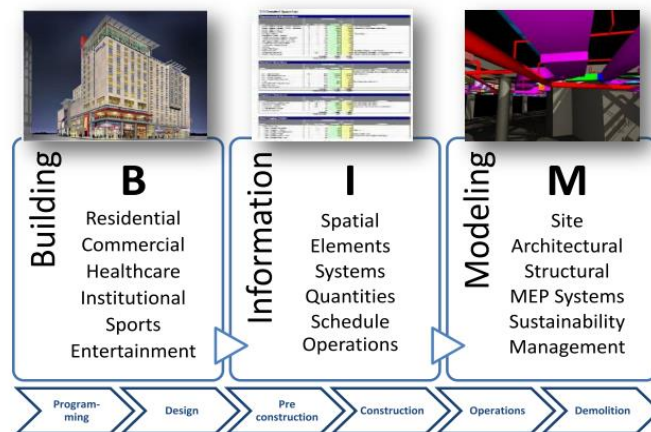 Building
B
Residential
Commercial
Healthcare
Institutional
Sports
Entertainment
Information
I
Spatial
Elements
Systems
Quantities
Schedule
Operations
Modeling
M
Site
Architectural
Structural
MEP Systems
Sustainability
Management
Program-
ming
Design
Pre
construction
Construction
Operations
Demolition